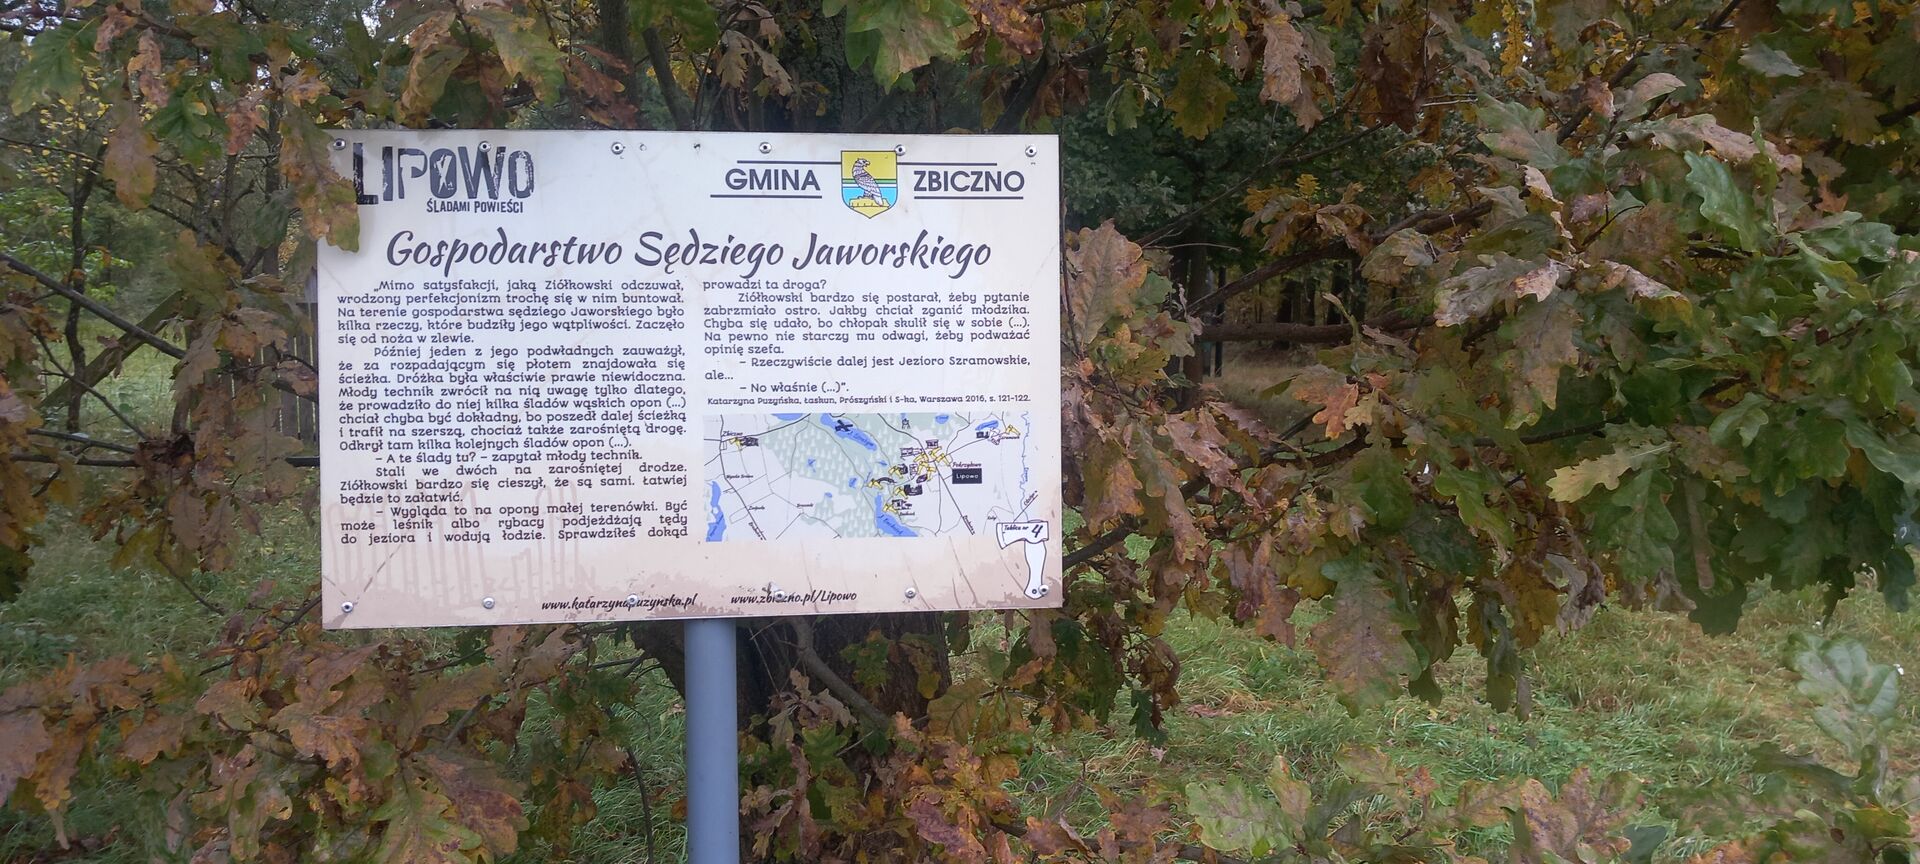 LIPOWO
ŚLADAMI POWIEŚCI
GMINA ZBICZNO
Gospodarstwo Sędziego Jaworskiego
„Mimo satysfakcji, jaką Ziółkowski odczuwał,
wrodzony perfekcjonizm trochę się w nim buntował.
Na terenie gospodarstwa sędziego Jaworskiego było
kilka rzeczy, które budziły jego wątpliwości. Zaczęło
się od noża w zlewie.
Później jeden z jego podwładnych zauważył,
że za rozpadającym się płotem znajdowała się
ścieżka. Dróżka była właściwie prawie niewidoczna.
Młody technik zwrócił na nią uwagę tylko dlatego,
że prowadziło do niej kilka śladów wąskich opon (...)
chciał chyba być dokładny, bo poszedł dalej ścieżką
i trafił na szerszą, chociaż także zarośniętą drogę.
Odkrył tam kilka kolejnych śladów opon (...).
– A te ślady tu? – zapytał młody technik.
Stali we dwóch na zarośniętej drodze.
Ziółkowski bardzo się cieszył, że są sami. Łatwiej
będzie to załatwić.
– Wygląda to na opony małej terenówki. Być
może leśnik albo rybacy podjeżdżają tędy
do jeziora i wodują łodzie. Sprawdziłeś dokąd
prowadzi ta droga?
Ziółkowski bardzo się postarał, żeby pytanie
zabrzmiało ostro. Jakby chciał zganić młodzika.
Chyba się udało, bo chłopak skulił się w sobie (...).
Na pewno nie starczy mu odwagi, żeby podważać
opinię szefa.
– Rzeczywiście dalej jest Jezioro Szramowskie,
ale...
– No właśnie (...)”.
Katarzyna Puzyńska, Łaskun, Prószyński i S-ka, Warszawa 2016, s. 121-122.
Zbiczno
Pokrzydowo
Lipowo
Tablica nr 4
www.katarzynapuzynska.pl
www.zbiczno.pl/Lipowo